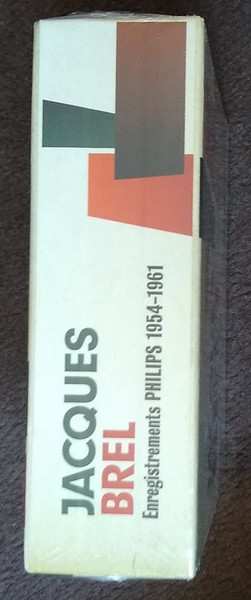 JACQUES
BREL
Enregistrements PHILIPS 1954-1961